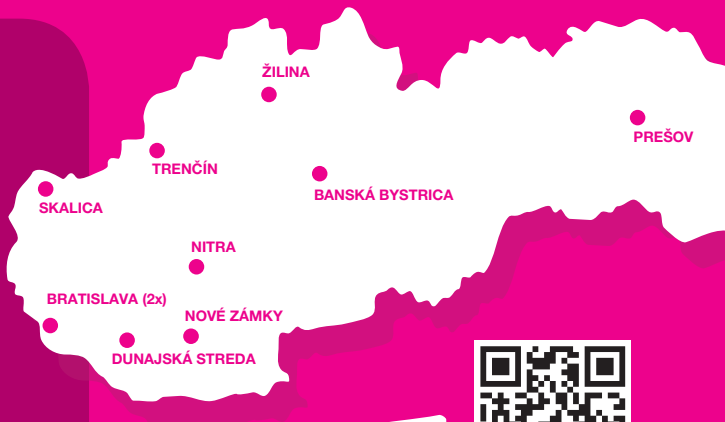 ŽILINA
PREŠOV
TRENČÍN
BANSKÁ BYSTRICA
SKALICA
NITRA
BRATISLAVA (2x)
NOVÉ ZÁMKY
DUNAJSKÁ STREDA